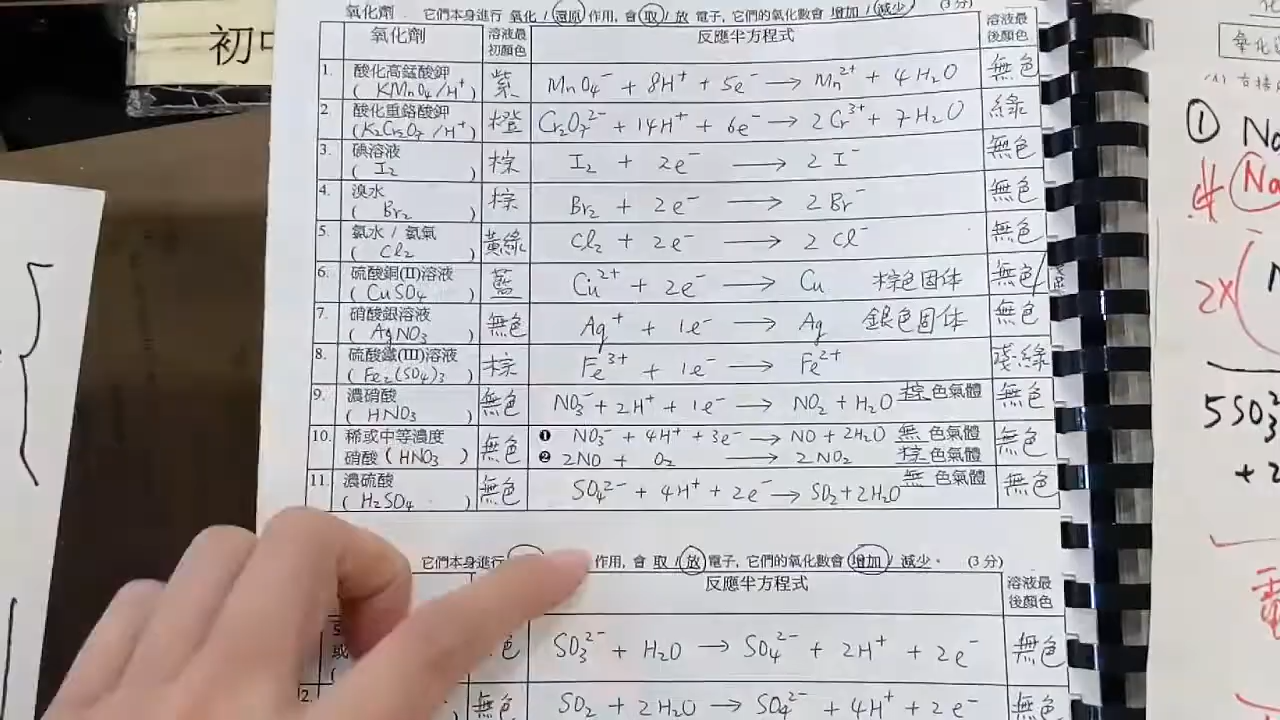 初
氧化劑. 它們本身進行 氧化 / 還原 作用, 會 取 / 放 電子, 它們的氧化數會 增加 / 減少 (3分)
氧化劑 溶液最初顏色 反應半方程式 溶液最後顏色
1. 酸化高錳酸鉀 ( KMnO₄/H⁺ ) 紫 MnO₄⁻ + 8H⁺ + 5e⁻ → Mn²⁺ + 4H₂O 無色
2 酸化重鉻酸鉀 (K₂Cr₂O₇/H⁺) 橙 Cr₂O₇²⁻ + 14H⁺ + 6e⁻ → 2Cr³⁺ + 7H₂O 綠
3. 碘溶液 ( I₂ ) 棕 I₂ + 2e⁻ → 2I⁻ 無色
4. 溴水 ( Br₂ ) 棕 Br₂ + 2e⁻ → 2Br⁻ 無色
5. 氯水 / 氯氣 ( Cl₂ ) 黃綠 Cl₂ + 2e⁻ → 2Cl⁻ 無色
6. 硫酸銅(II)溶液 ( CuSO₄ ) 藍 Cu²⁺ + 2e⁻ → Cu 棕色固体 無色/
7. 硝酸銀溶液 ( AgNO₃ ) 無色 Ag⁺ + 1e⁻ → Ag 銀色固体 無色
8. 硫酸鐵(III)溶液 ( Fe₂(SO₄)₃ 棕 Fe³⁺ + 1e⁻ → Fe²⁺ 淺綠
9. 濃硝酸 ( HNO₃ ) 無色 NO₃⁻ + 2H⁺ + 1e⁻ → NO₂ + H₂O 棕色氣體 無色
10. 稀或中等濃度硝酸 ( HNO₃ ) 無色 ❶ NO₃⁻ + 4H⁺ + 3e⁻ → NO + 2H₂O 無色氣體 無色
❷ 2NO + O₂ → 2NO₂ 棕色氣體
11. 濃硫酸 ( H₂SO₄ ) 無色 SO₄²⁻ + 4H⁺ + 2e⁻ → SO₂ + 2H₂O 無色氣體 無色
它們本身進行 作用, 會 取 / 放 電子, 它們的氧化數會 增加 / 減少。 (3分)
反應半方程式 溶液最後顏色
或 色 SO₃²⁻ + H₂O → SO₄²⁻ + 2H⁺ + 2e⁻ 無色
2. 無色 SO₂ + 2H₂O → SO₄²⁻ + 4H⁺ + 2e⁻ 無色
①
2X
5SO₃²
+ 2